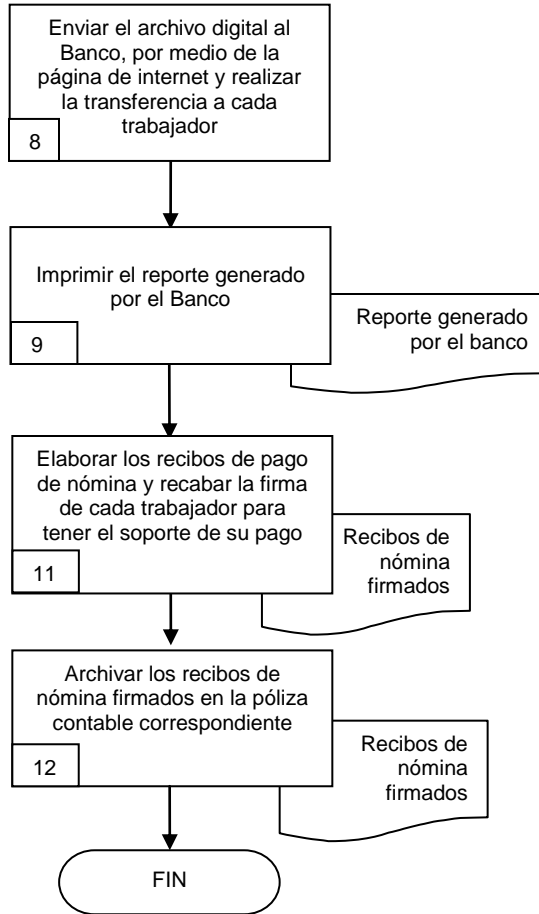 Enviar el archivo digital al
Banco, por medio de la
página de internet y realizar
la transferencia a cada
trabajador
8
Imprimir el reporte generado
por el Banco
9
Reporte generado
por el banco
Elaborar los recibos de pago
de nómina y recabar la firma
de cada trabajador para
tener el soporte de su pago
11
Recibos de
nómina
firmados
Archivar los recibos de
nómina firmados en la póliza
contable correspondiente
12
Recibos de
nómina
firmados
FIN